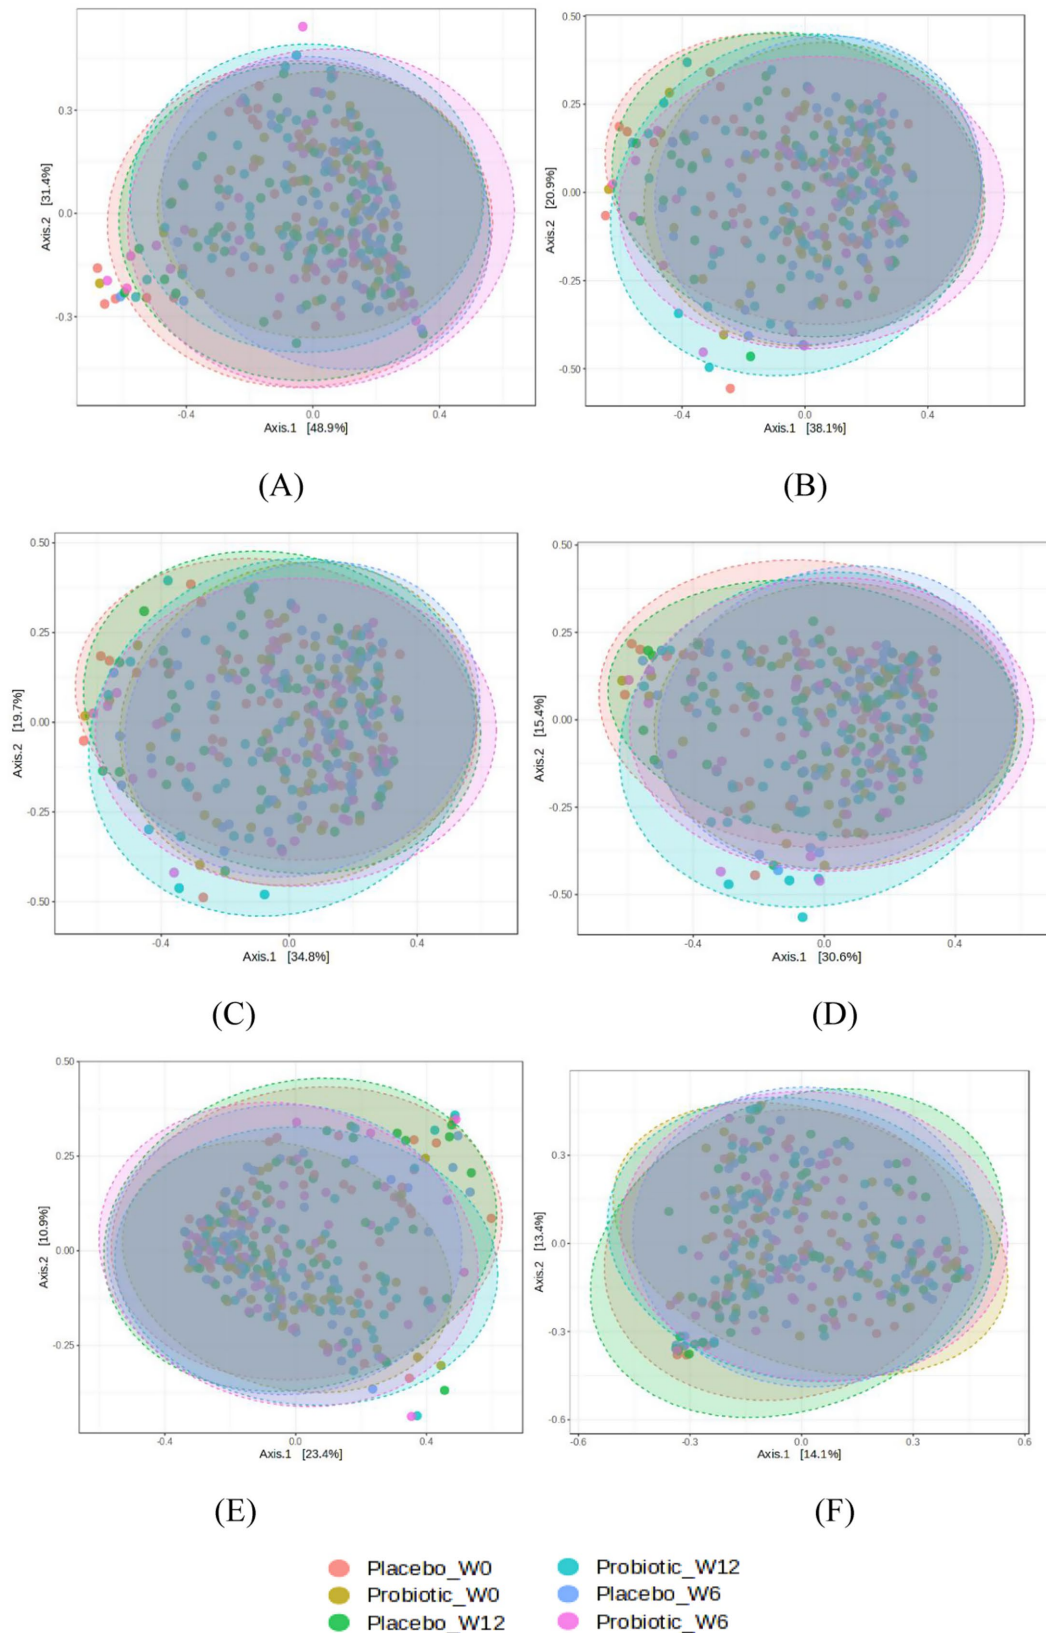 0.3
0.0
-0.3
Axis.2 [31.4%]
-0.4 0.0 0.4
Axis.1 [48.9%]
(A)
0.50
0.25
0.00
-0.25
-0.50
Axis.2 [20.9%]
-0.4 0.0 0.4
Axis.1 [38.1%]
(B)
0.50
0.25
0.00
-0.25
-0.50
Axis.2 [19.7%]
-0.4 0.0 0.4
Axis.1 [34.8%]
(C)
0.50
0.25
0.00
-0.25
-0.50
Axis.2 [15.4%]
-0.4 0.0 0.4
Axis.1 [30.6%]
(D)
0.50
0.25
0.00
-0.25
Axis.2 [10.9%]
-0.4 0.0 0.4
Axis.1 [23.4%]
(E)
0.3
0.0
-0.3
-0.6
Axis.2 [13.4%]
-0.6 -0.3 0.0 0.3 0.6
Axis.1 [14.1%]
(F)
Placebo_W0
Probiotic_W0
Placebo_W12
Probiotic_W12
Placebo_W6
Probiotic_W6